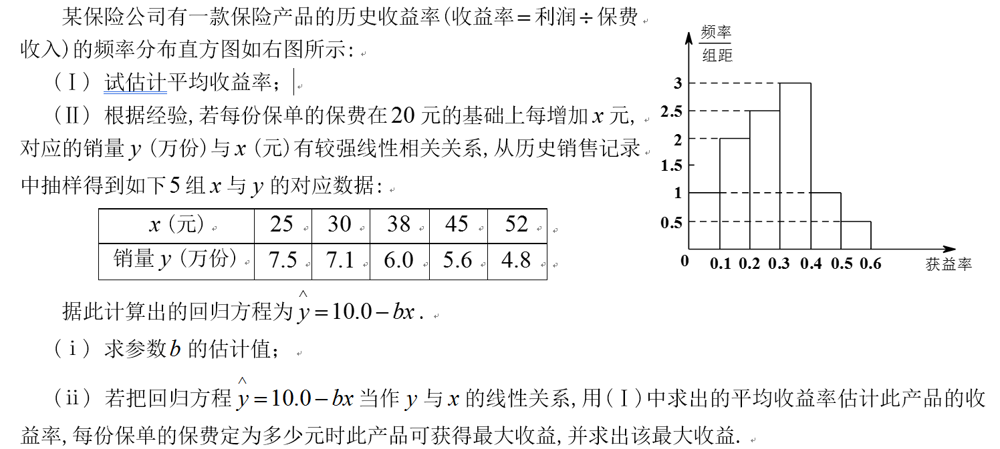 某保险公司有一款保险产品的历史收益率(收益率=利润÷保费
收入)的频率分布直方图如右图所示:
(Ⅰ) 试估计平均收益率;
(Ⅱ) 根据经验,若每份保单的保费在20元的基础上每增加x元,
对应的销量y(万份)与x(元)有较强线性相关关系,从历史销售记录
中抽样得到如下5组x与y的对应数据:
x(元) 25 30 38 45 52
销量y(万份) 7.5 7.1 6.0 5.6 4.8
据此计算出的回归方程为ŷ=10.0−bx.
(ⅰ) 求参数b的估计值;
(ⅱ) 若把回归方程ŷ=10.0−bx当作y与x的线性关系,用(Ⅰ)中求出的平均收益率估计此产品的收
益率,每份保单的保费定为多少元时此产品可获得最大收益,并求出该最大收益.
频率
组距
3
2.5
2
1.5
1
0.5
0 0.1 0.2 0.3 0.4 0.5 0.6 获益率